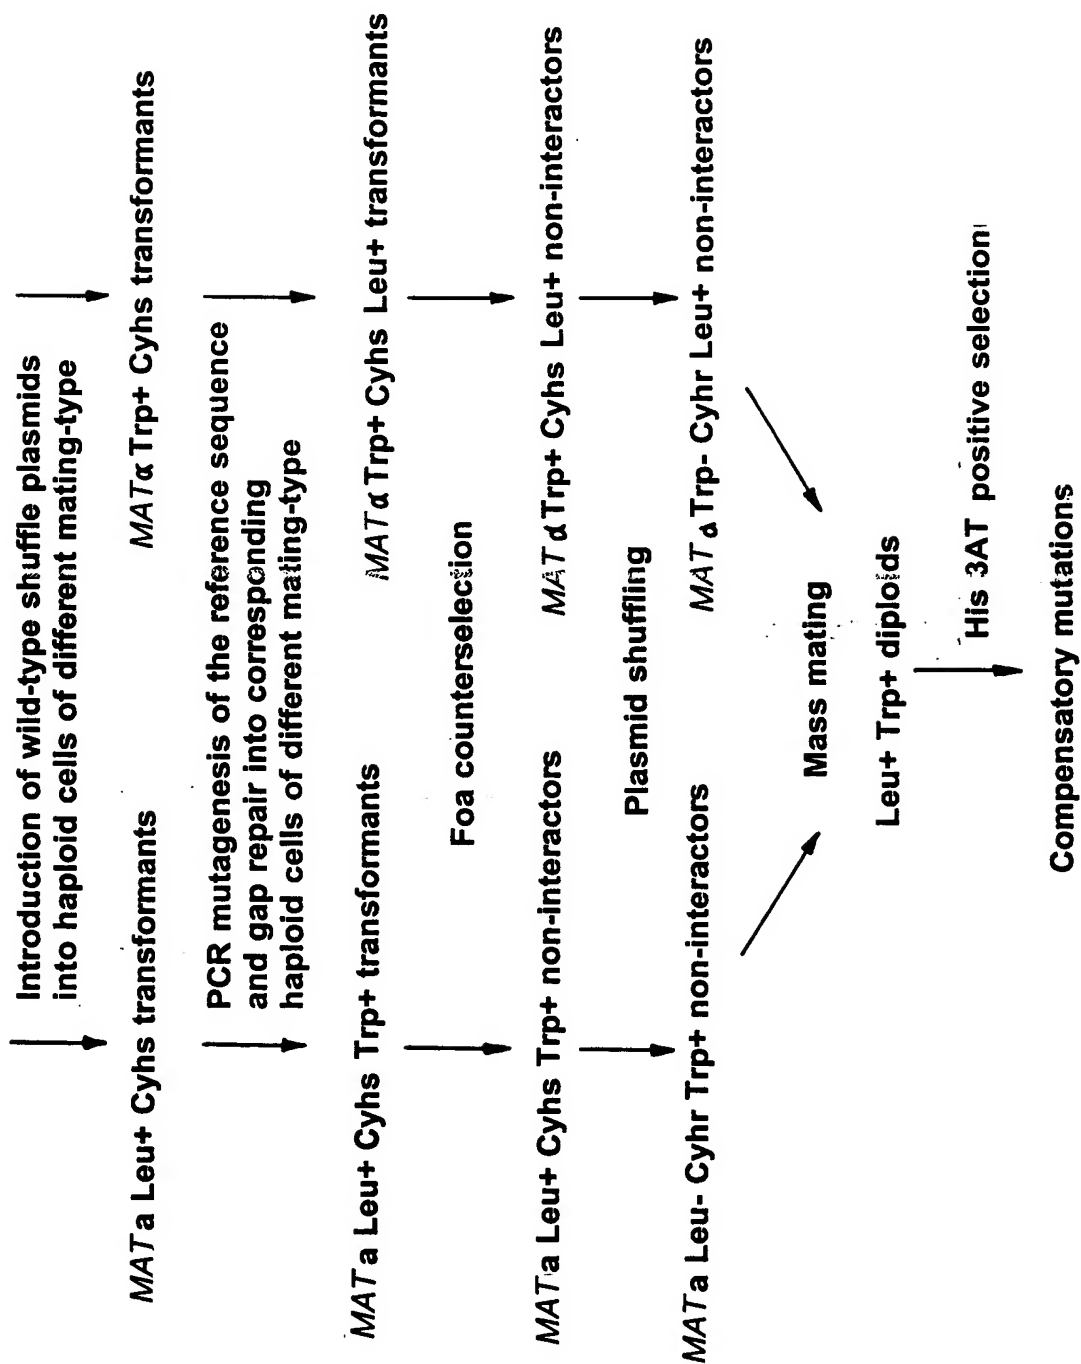 Introduction of wild-type shuffle plasmids
into haploid cells of different mating-type
MATa Leu+ Cyhs transformants
MATα Trp+ Cyhs transformants
PCR mutagenesis of the reference sequence
and gap repair into corresponding
haploid cells of different mating-type
MATa Leu+ Cyhs Trp+ transformants
MATα Trp+ Cyhs Leu+ transformants
Foa counterselection
MATa Leu+ Cyhs Trp+ non-interactors
MATα Trp+ Cyhs Leu+ non-interactors
Plasmid shuffling
MATa Leu- Cyhr Trp+ non-interactors
MATα Trp- Cyhr Leu+ non-interactors
Mass mating
Leu+ Trp+ diploids
His 3AT positive selection
Compensatory mutations